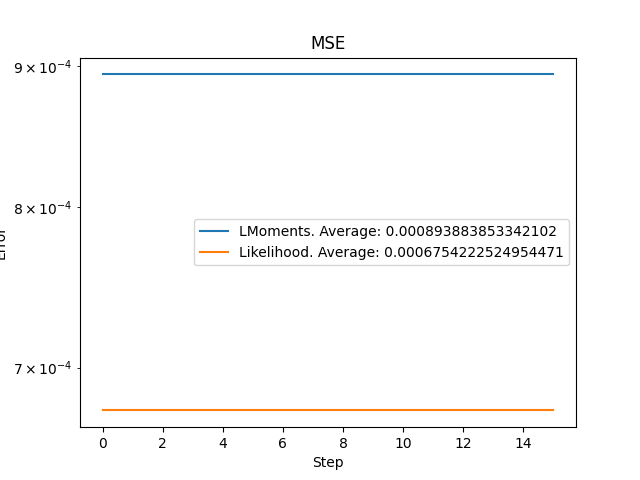 MSE
9 × 10⁻⁴
8 × 10⁻⁴
7 × 10⁻⁴
Error
LMoments. Average: 0.000893883853342102
Likelihood. Average: 0.0006754222524954471
0 2 4 6 8 10 12 14
Step